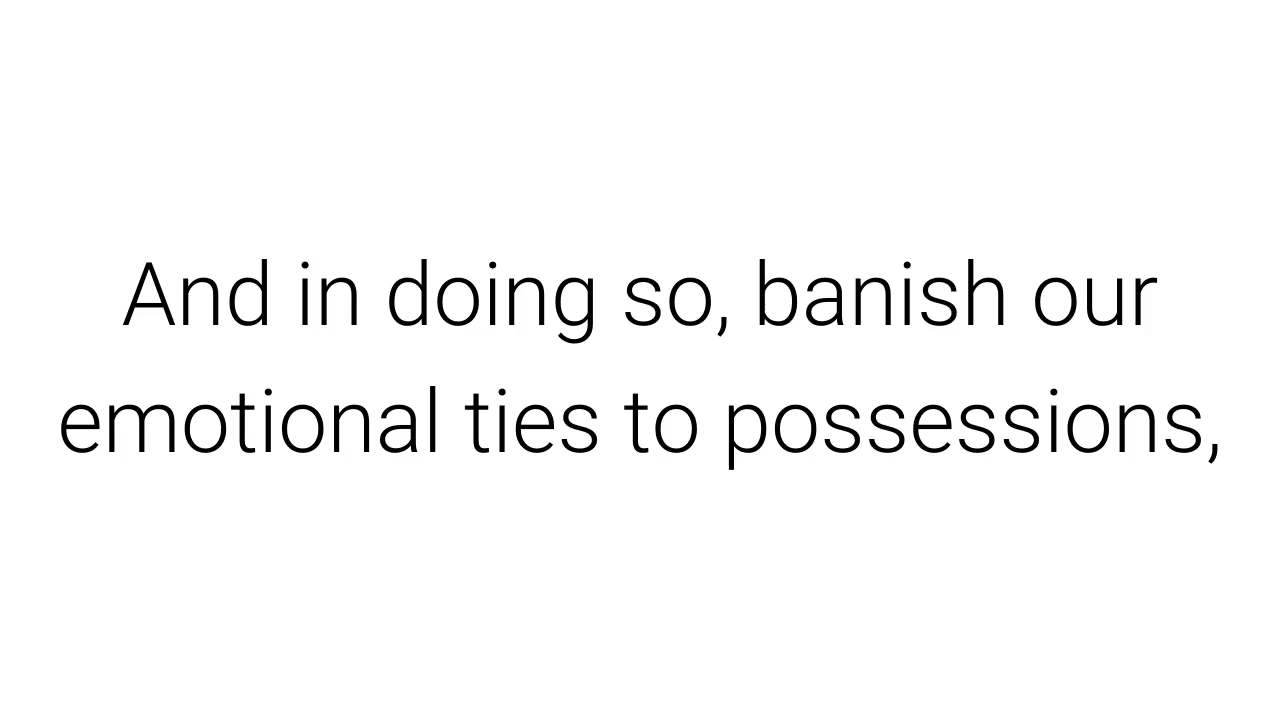 And in doing so, banish our
emotional ties to possessions,